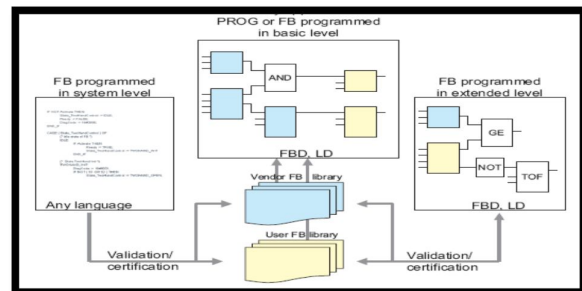 PROG or FB programmed
in basic level
AND
FBD, LD
FB programmed
in system level
Any language
FB programmed
in extended level
GE
NOT
TOF
FBD, LD
Vendor FB library
User FB library
Validation/
certification
Validation/
certification